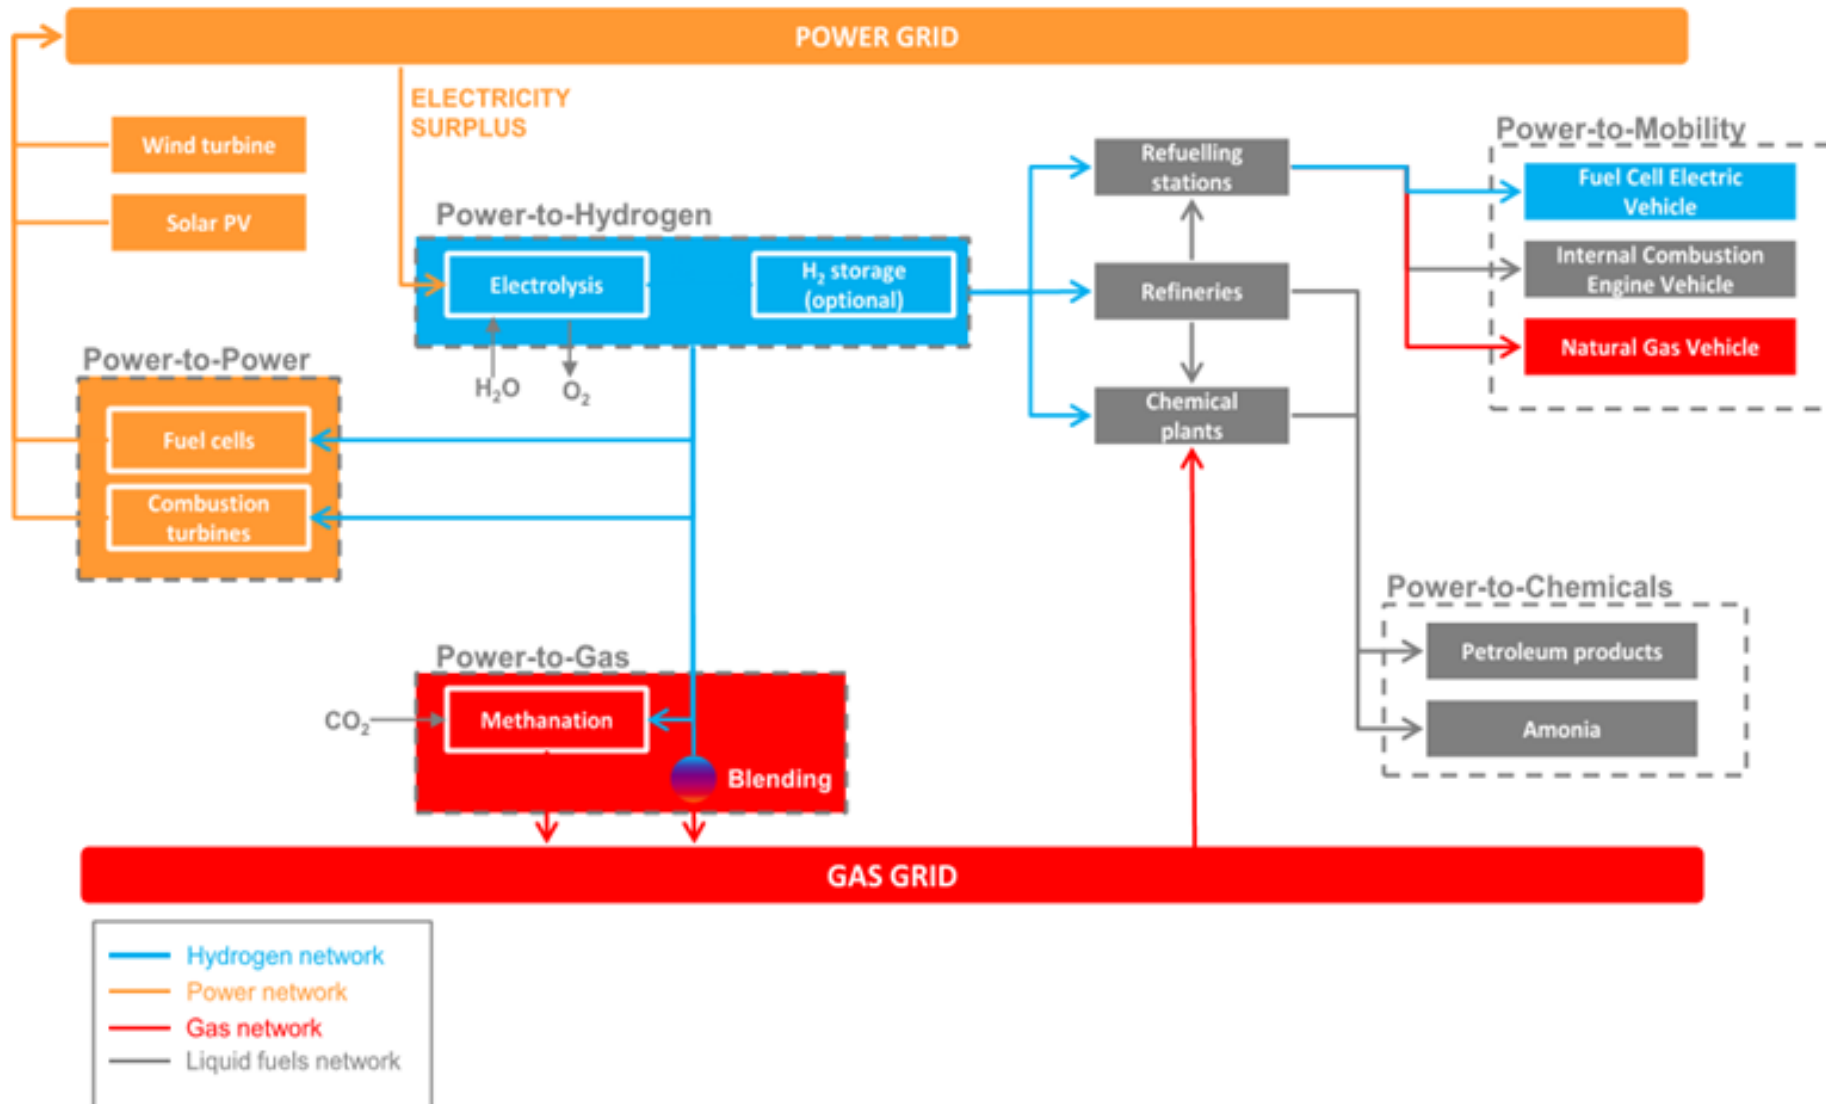 POWER GRID
ELECTRICITY
SURPLUS
Wind turbine
Solar PV
Power-to-Hydrogen
Electrolysis
H₂ storage
(optional)
H₂O
O₂
Refuelling
stations
Refineries
Chemical
plants
Power-to-Mobility
Fuel Cell Electric
Vehicle
Internal Combustion
Engine Vehicle
Natural Gas Vehicle
Power-to-Power
Fuel cells
Combustion
turbines
Power-to-Gas
CO₂
Methanation
Blending
Power-to-Chemicals
Petroleum products
Amonia
GAS GRID
Hydrogen network
Power network
Gas network
Liquid fuels network